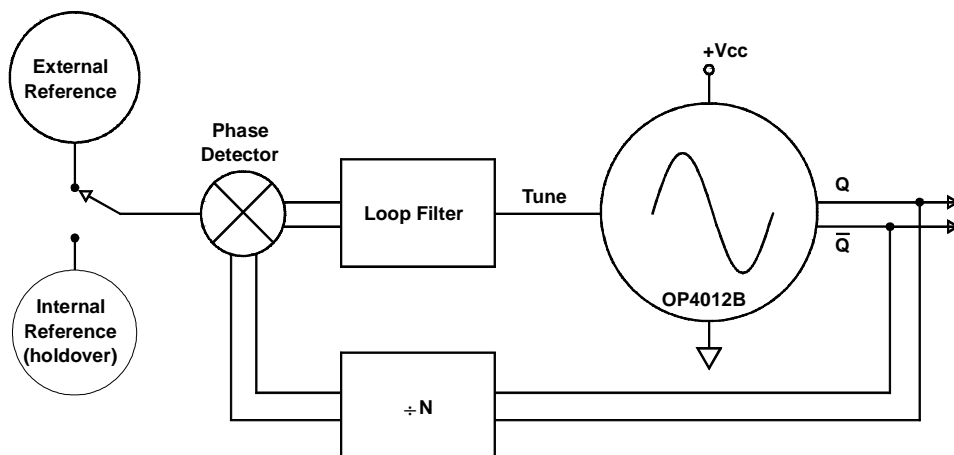 External
Reference
+Vcc
Phase
Detector
Loop Filter
Tune
Q
Q̅
OP4012B
Internal
Reference
(holdover)
÷N